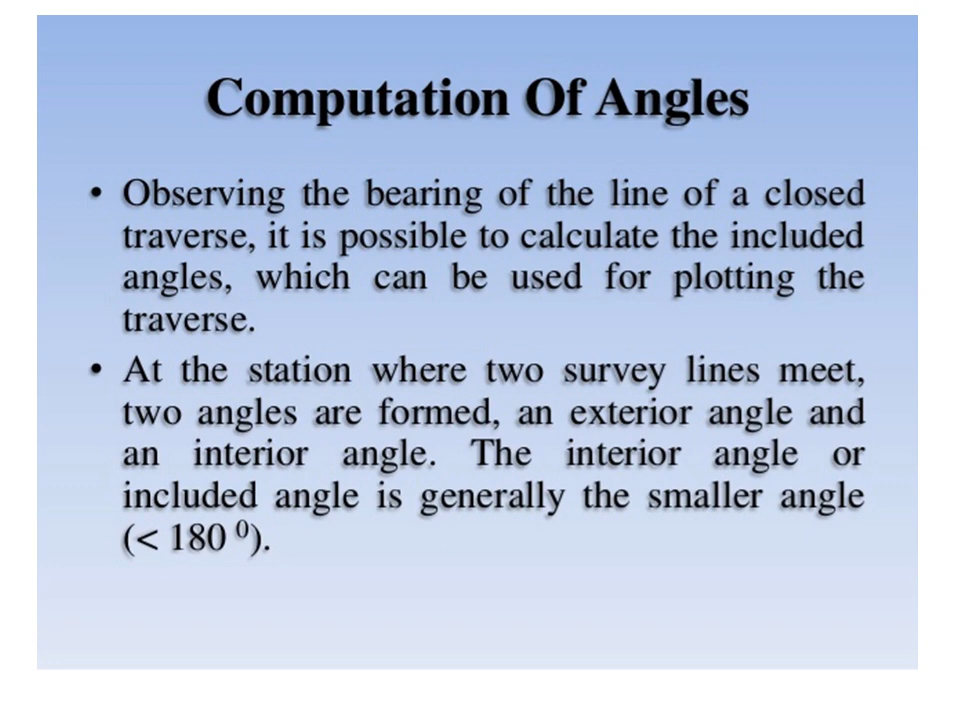 Computation Of Angles
• Observing the bearing of the line of a closed
traverse, it is possible to calculate the included
angles, which can be used for plotting the
traverse.
• At the station where two survey lines meet,
two angles are formed, an exterior angle and
an interior angle. The interior angle or
included angle is generally the smaller angle
(< 180 ⁰).